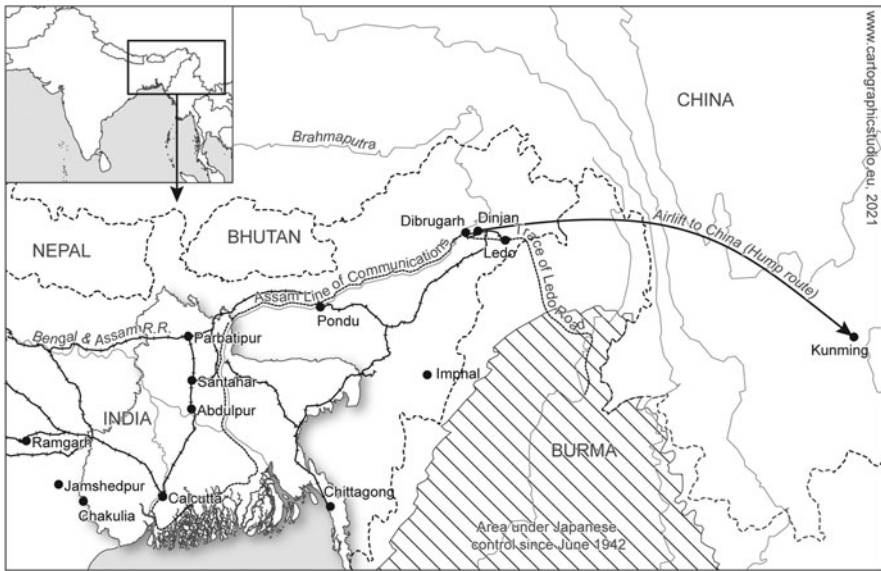 www.cartographicstudio.eu, 2021
CHINA
Brahmaputra
Dibrugarh
Dinjan
Airlift to China (Hump route)
NEPAL
BHUTAN
Ledo
Trace of Ledo Road
Assam Line of Communications
Pondu
Bengal & Assam R.R.
Parbatipur
Kunming
Imphal
Santahar
INDIA
Abdulpur
Ramgarh
BURMA
Jamshedpur
Calcutta
Chakulia
Chittagong
Area under Japanese
control since June 1942